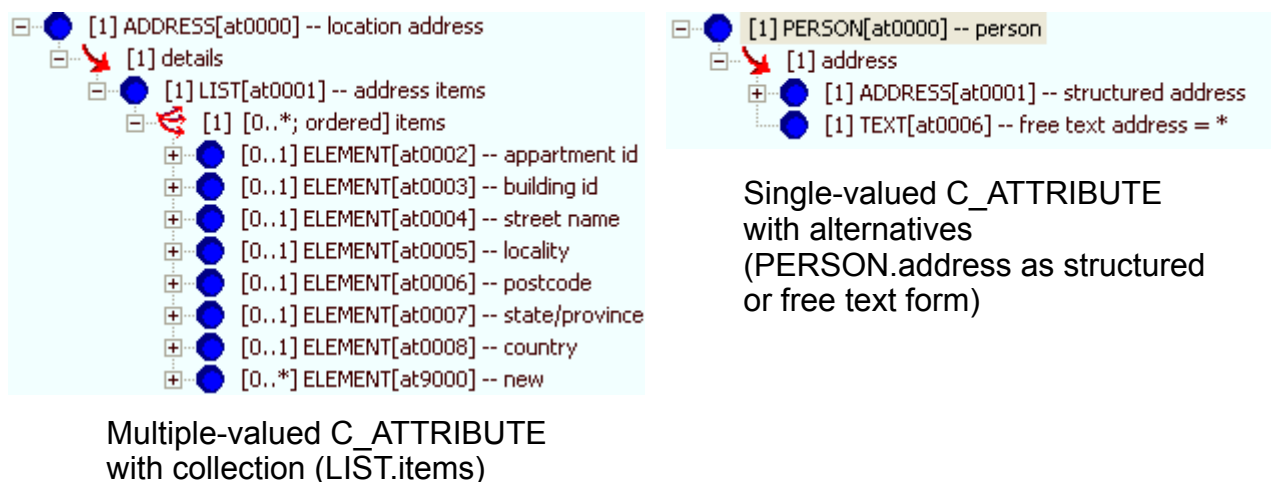 [1] ADDRESS[at0000] -- location address
[1] details
[1] LIST[at0001] -- address items
[1] [0..*; ordered] items
[0..1] ELEMENT[at0002] -- appartment id
[0..1] ELEMENT[at0003] -- building id
[0..1] ELEMENT[at0004] -- street name
[0..1] ELEMENT[at0005] -- locality
[0..1] ELEMENT[at0006] -- postcode
[0..1] ELEMENT[at0007] -- state/province
[0..1] ELEMENT[at0008] -- country
[0..*] ELEMENT[at9000] -- new
Multiple-valued C_ATTRIBUTE
with collection (LIST.items)
[1] PERSON[at0000] -- person
[1] address
[1] ADDRESS[at0001] -- structured address
[1] TEXT[at0006] -- free text address = *
Single-valued C_ATTRIBUTE
with alternatives
(PERSON.address as structured
or free text form)